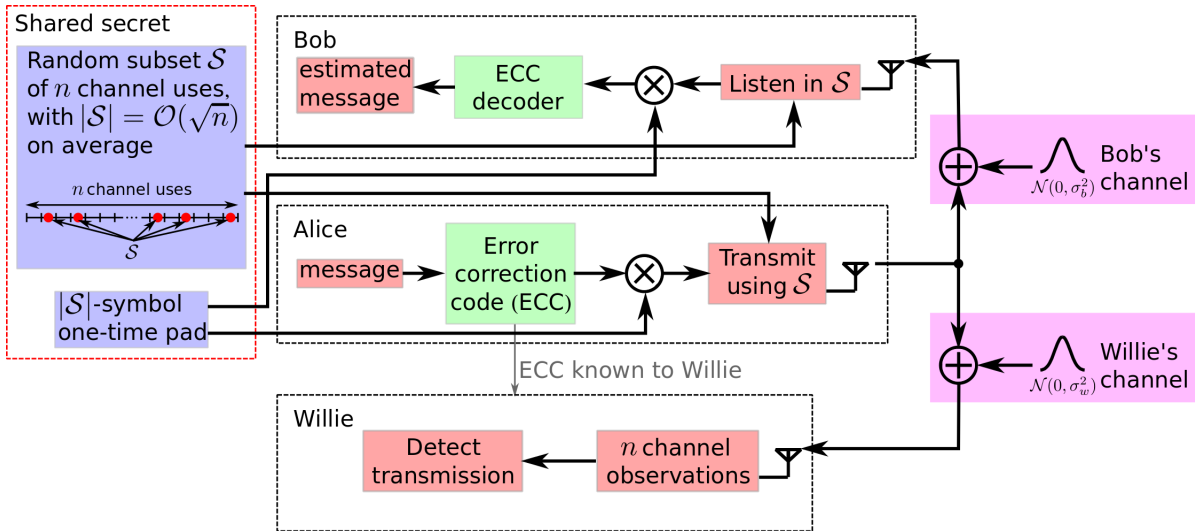 Shared secret
Random subset 𝒮
of n channel uses,
with |𝒮| = 𝒪(√n)
on average
n channel uses
...
𝒮
|𝒮|-symbol
one-time pad
Bob
estimated
message
ECC
decoder
Listen in 𝒮
Bob's
channel
𝒩(0, σ_b^2)
Alice
message
Error
correction
code (ECC)
Transmit
using 𝒮
ECC known to Willie
Willie's
channel
𝒩(0, σ_w^2)
Willie
Detect
transmission
n channel
observations